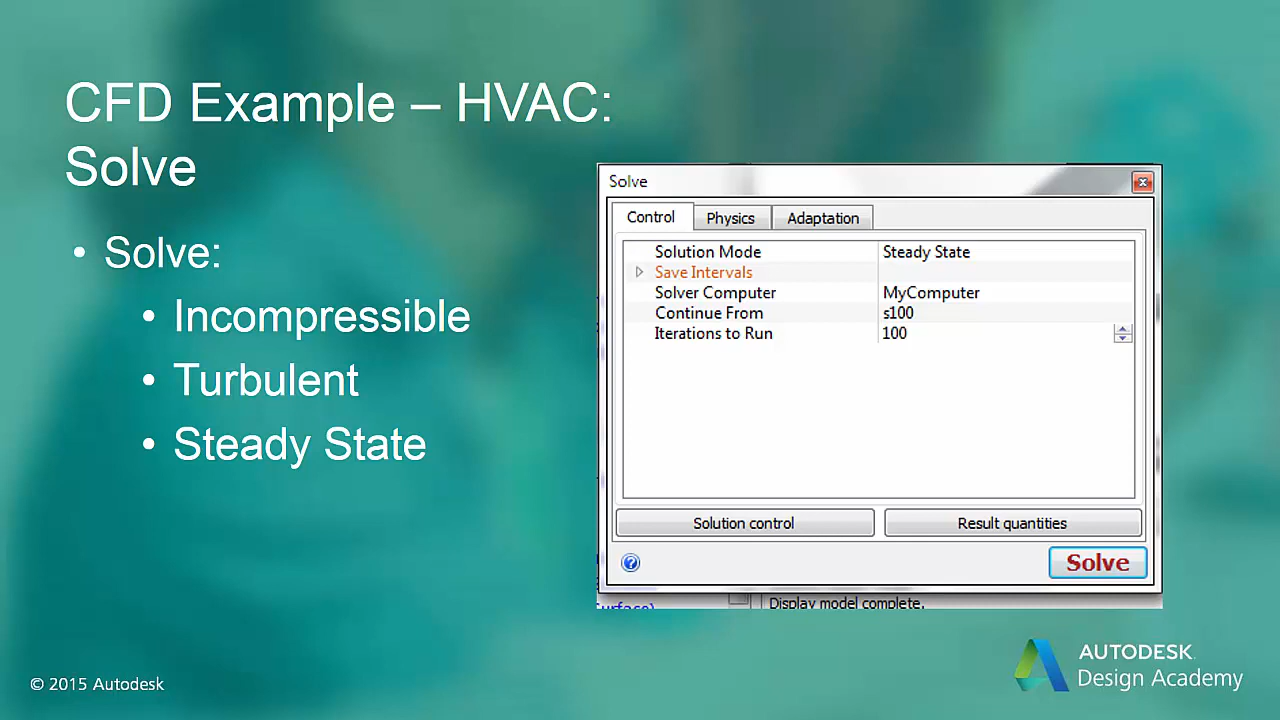 CFD Example – HVAC:
Solve
• Solve:
• Incompressible
• Turbulent
• Steady State
Solve
Control Physics Adaptation
Solution Mode Steady State
Save Intervals
Solver Computer MyComputer
Continue From s100
Iterations to Run 100
Solution control Result quantities
Solve
urface)
Display model complete.
© 2015 Autodesk
AUTODESK
Design Academy